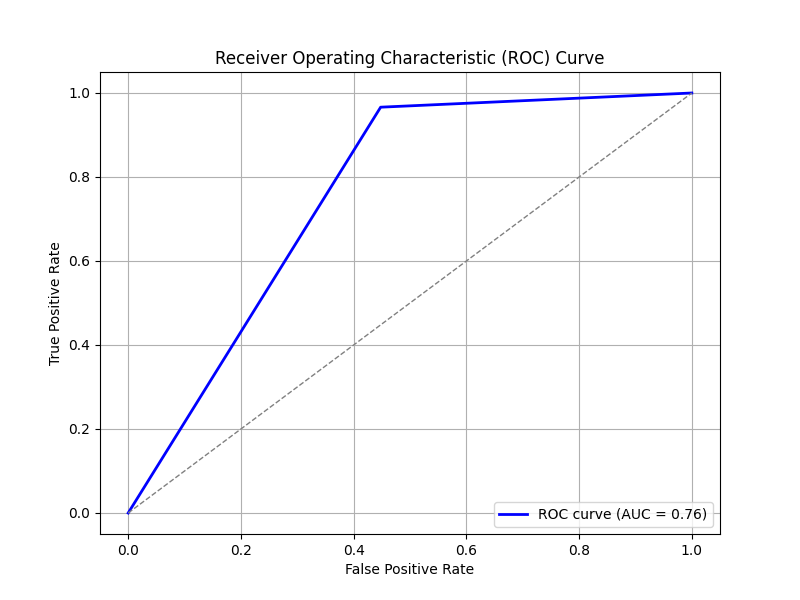 Receiver Operating Characteristic (ROC) Curve
True Positive Rate
1.0
0.8
0.6
0.4
0.2
0.0
0.0 0.2 0.4 0.6 0.8 1.0
False Positive Rate
ROC curve (AUC = 0.76)